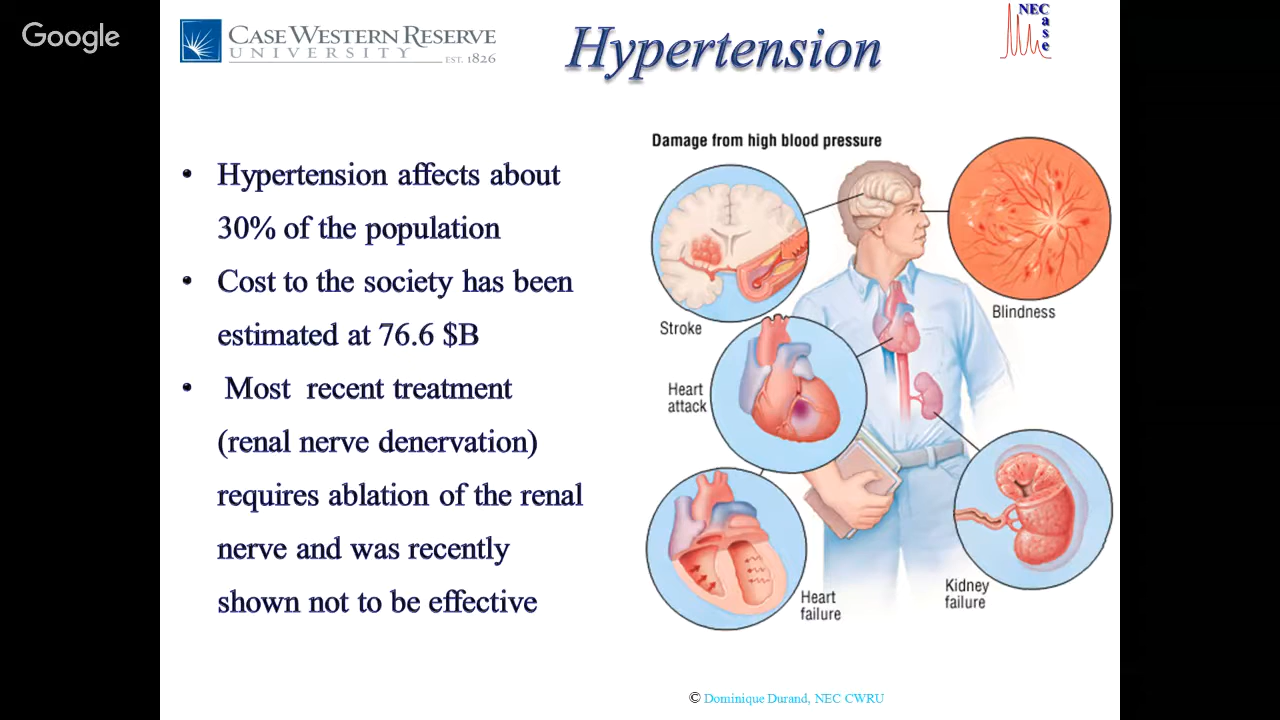 Google
CASE WESTERN RESERVE
UNIVERSITY EST. 1826
Hypertension
NEC
Case
• Hypertension affects about
30% of the population
• Cost to the society has been
estimated at 76.6 $B
• Most recent treatment
(renal nerve denervation)
requires ablation of the renal
nerve and was recently
shown not to be effective
Damage from high blood pressure
Stroke
Blindness
Heart
attack
Heart
failure
Kidney
failure
© Dominique Durand, NEC CWRU